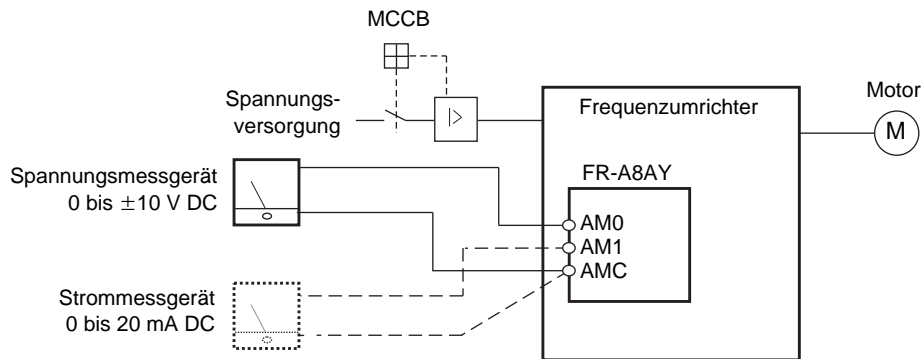 MCCB
Spannungs-
versorgung
Frequenzumrichter
Motor
M
Spannungsmessgerät
0 bis ±10 V DC
FR-A8AY
AM0
AM1
AMC
Strommessgerät
0 bis 20 mA DC